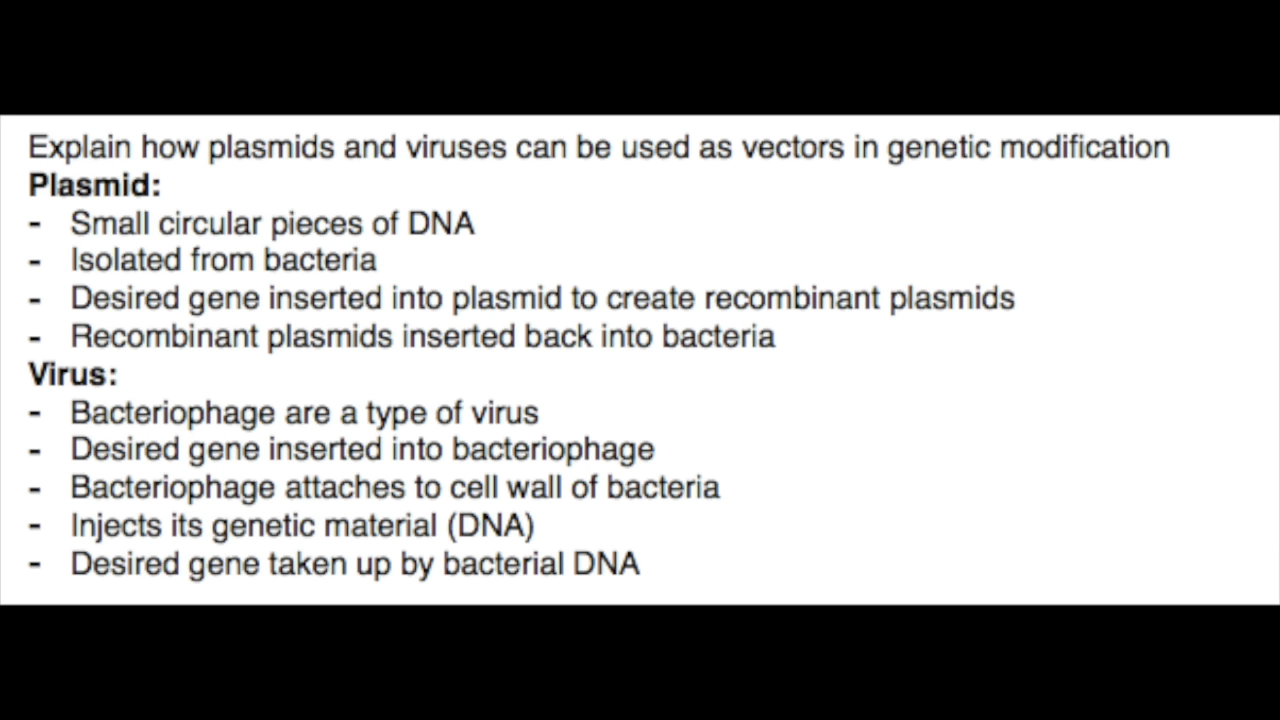 Explain how plasmids and viruses can be used as vectors in genetic modification
Plasmid:
- Small circular pieces of DNA
- Isolated from bacteria
- Desired gene inserted into plasmid to create recombinant plasmids
- Recombinant plasmids inserted back into bacteria
Virus:
- Bacteriophage are a type of virus
- Desired gene inserted into bacteriophage
- Bacteriophage attaches to cell wall of bacteria
- Injects its genetic material (DNA)
- Desired gene taken up by bacterial DNA